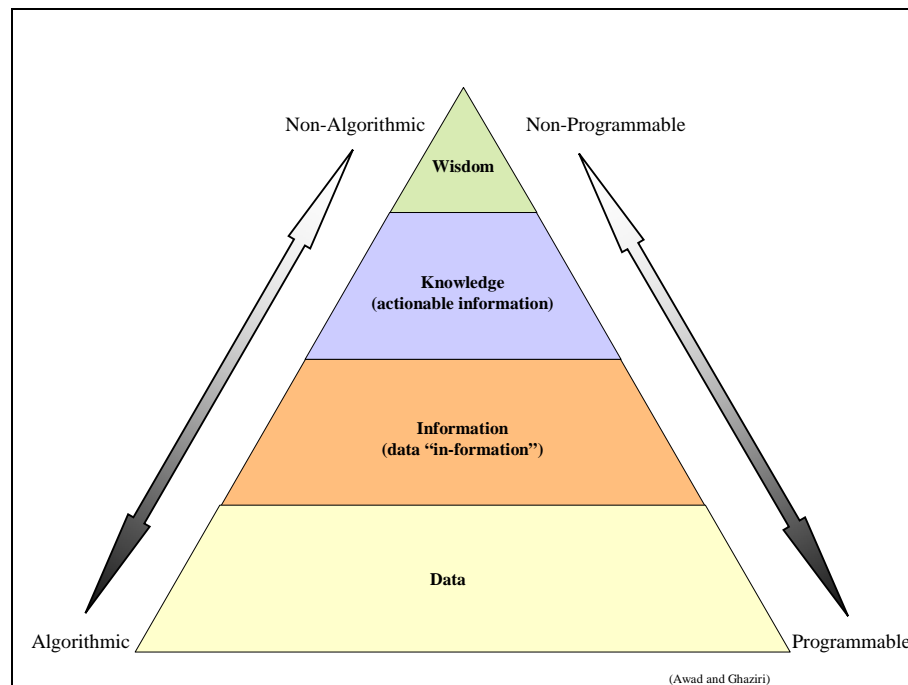 Non-Algorithmic
Non-Programmable
Wisdom
Knowledge
(actionable information)
Information
(data “in-formation”)
Data
Algorithmic
Programmable
(Awad and Ghaziri)